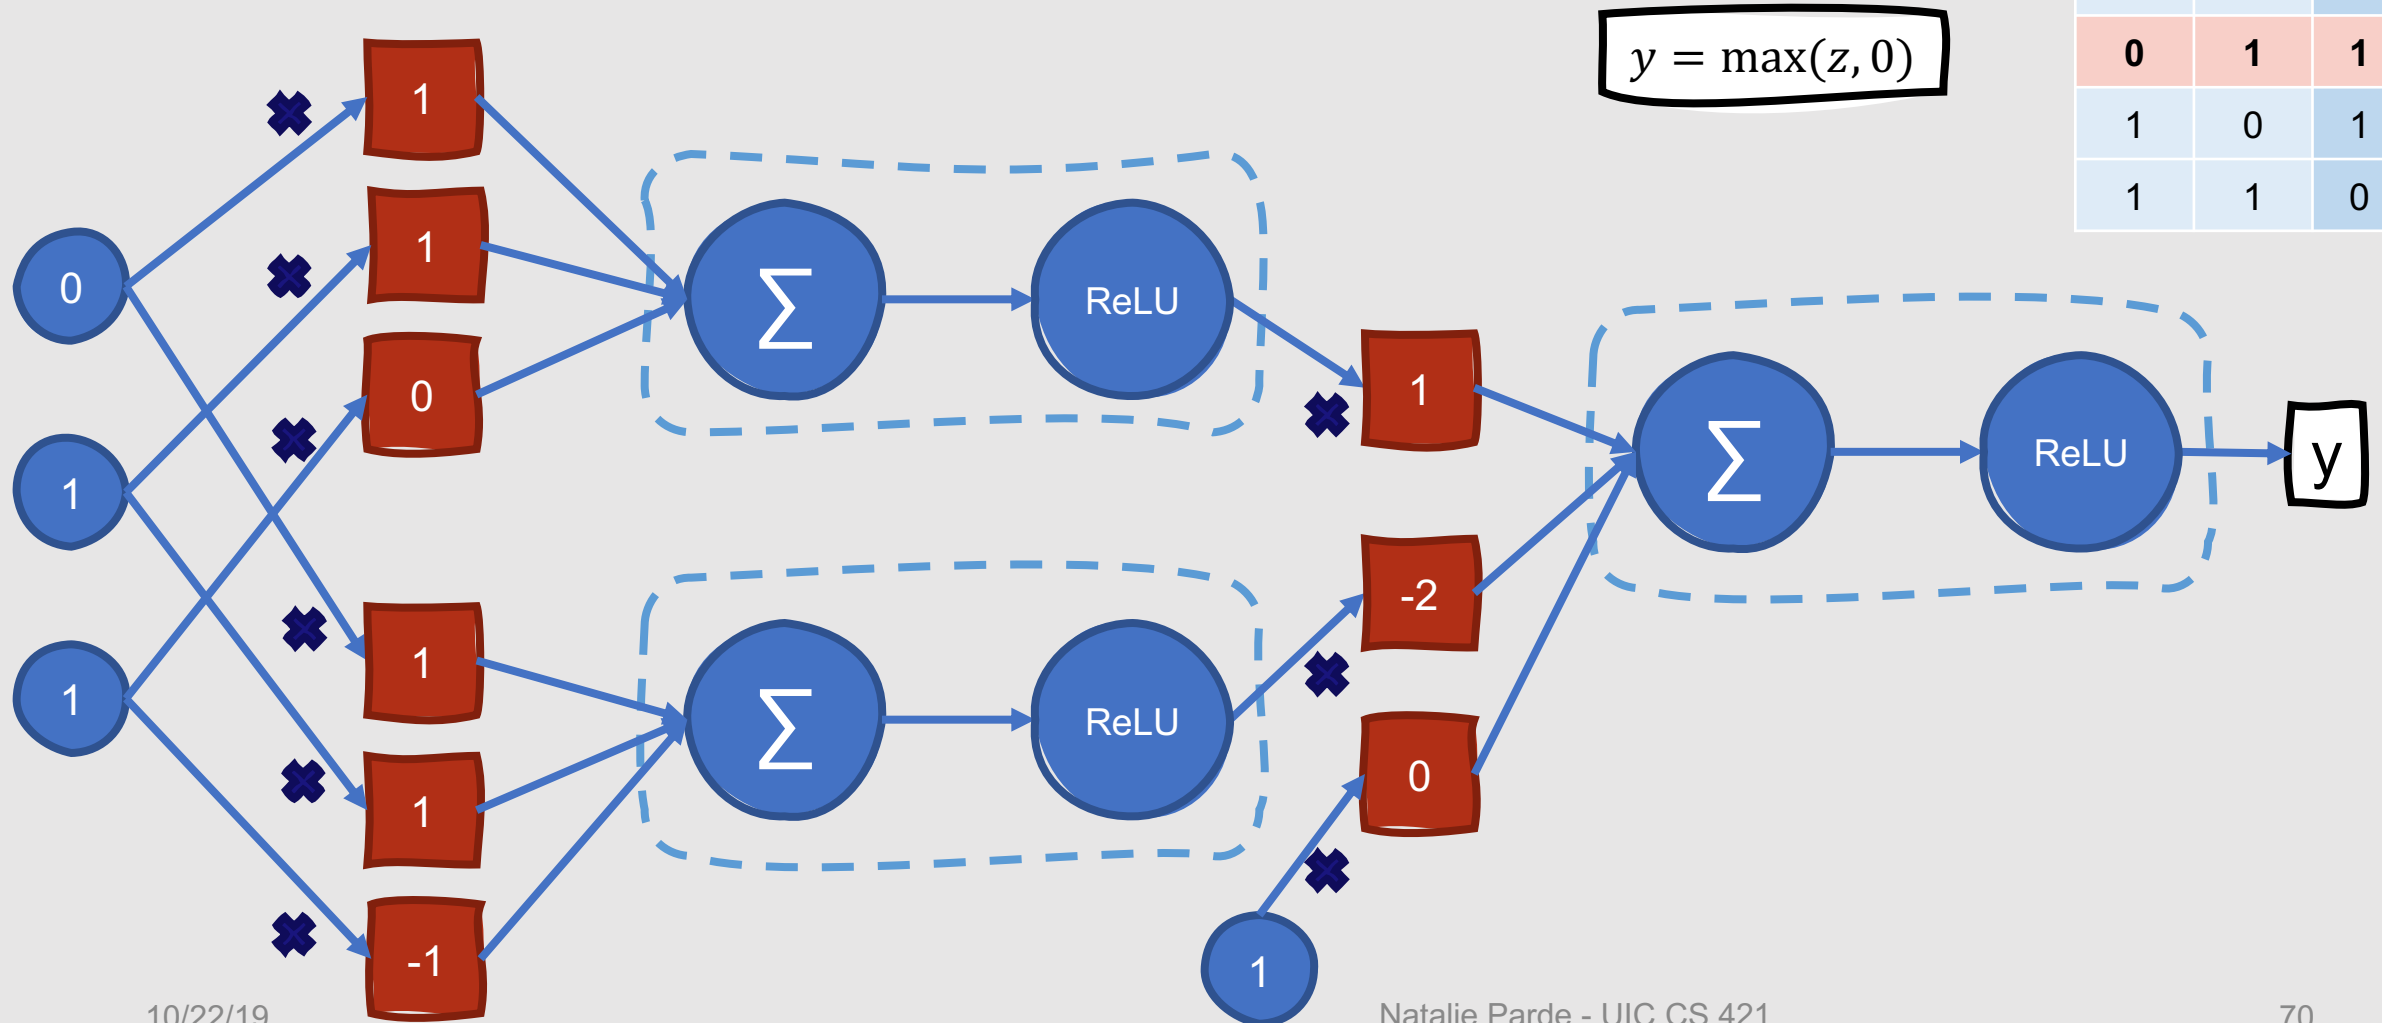 y = max(z, 0)
0 1 1
1 0 1
1 1 0
1
1
0
0
∑
ReLU
1
1
∑
ReLU
y
1
-2
1
1
∑
ReLU
0
1
-1
1
10/22/19
Natalie Parde - UIC CS 421
70